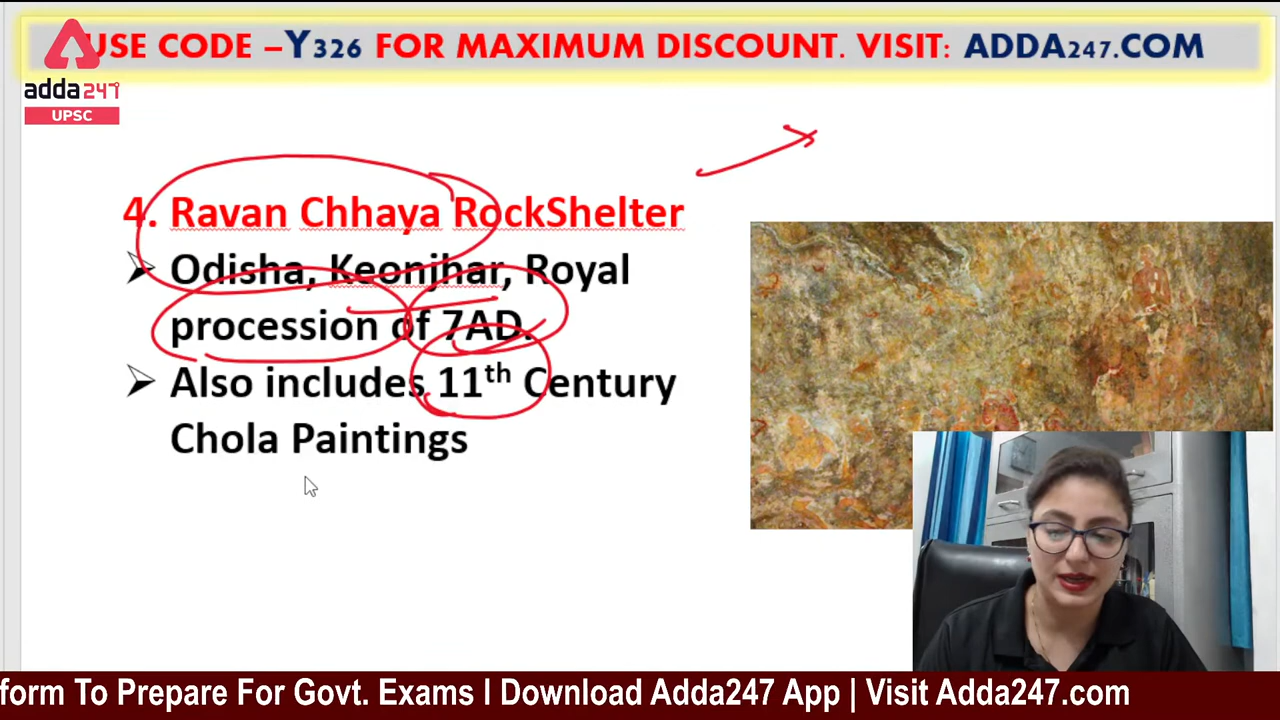 USE CODE –Y326 FOR MAXIMUM DISCOUNT. VISIT: ADDA247.COM
adda247
UPSC
4. Ravan Chhaya RockShelter
➤ Odisha, Keonjhar, Royal
procession of 7AD.
➤ Also includes 11th Century
Chola Paintings
form To Prepare For Govt. Exams I Download Adda247 App | Visit Adda247.com